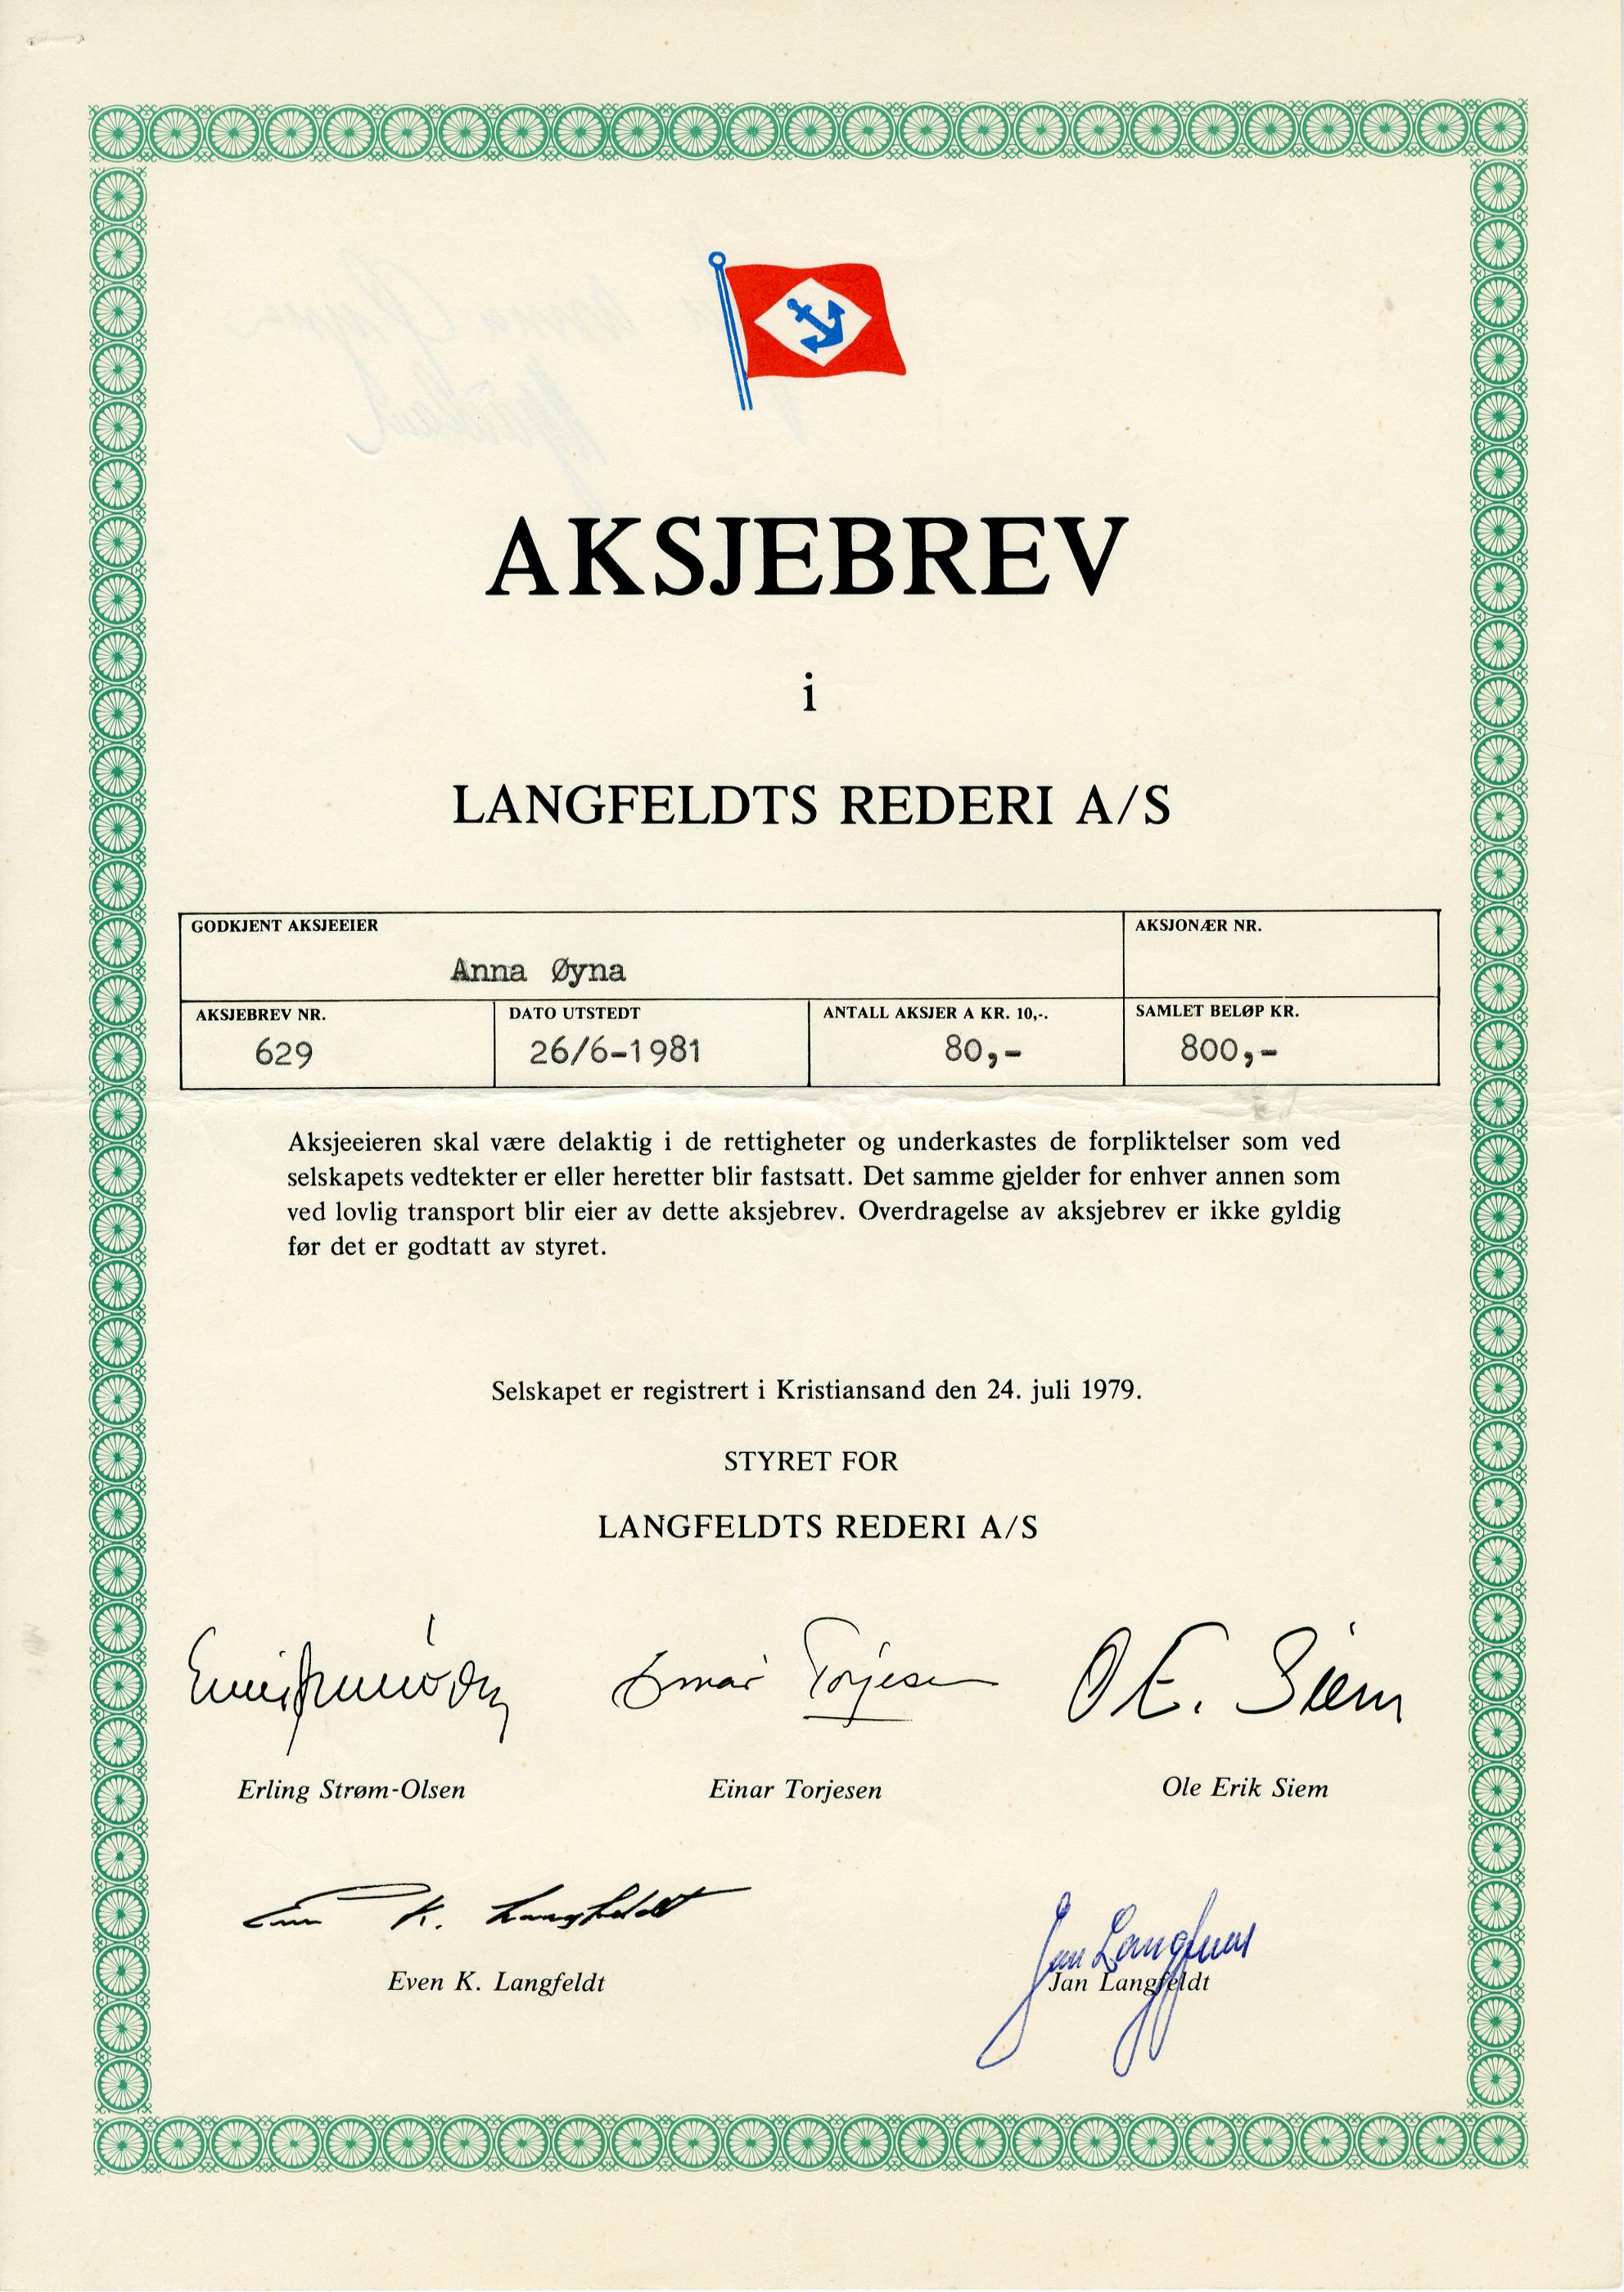 AKSJEBREV
i
LANGFELDTS REDERI A/S
GODKJENT AKSJEEIER
Anna Øyna
AKSJONÆR NR.
AKSJEBREV NR.
629
DATO UTSTEDT
26/6-1981
ANTALL AKSJER A KR. 10,-.
80,-
SAMLET BELØP KR.
800,-
Aksjeeieren skal være delaktig i de rettigheter og underkastes de forpliktelser som ved
selskapets vedtekter er eller heretter blir fastsatt. Det samme gjelder for enhver annen som
ved lovlig transport blir eier av dette aksjebrev. Overdragelse av aksjebrev er ikke gyldig
før det er godtatt av styret.
Selskapet er registrert i Kristiansand den 24. juli 1979.
STYRET FOR
LANGFELDTS REDERI A/S
Einar Torjesen
O E. Siem
Erling Strøm-Olsen
Einar Torjesen
Ole Erik Siem
Even K. Langfeldt
Jan Langfeldt
Even K. Langfeldt
Jan Langfeldt